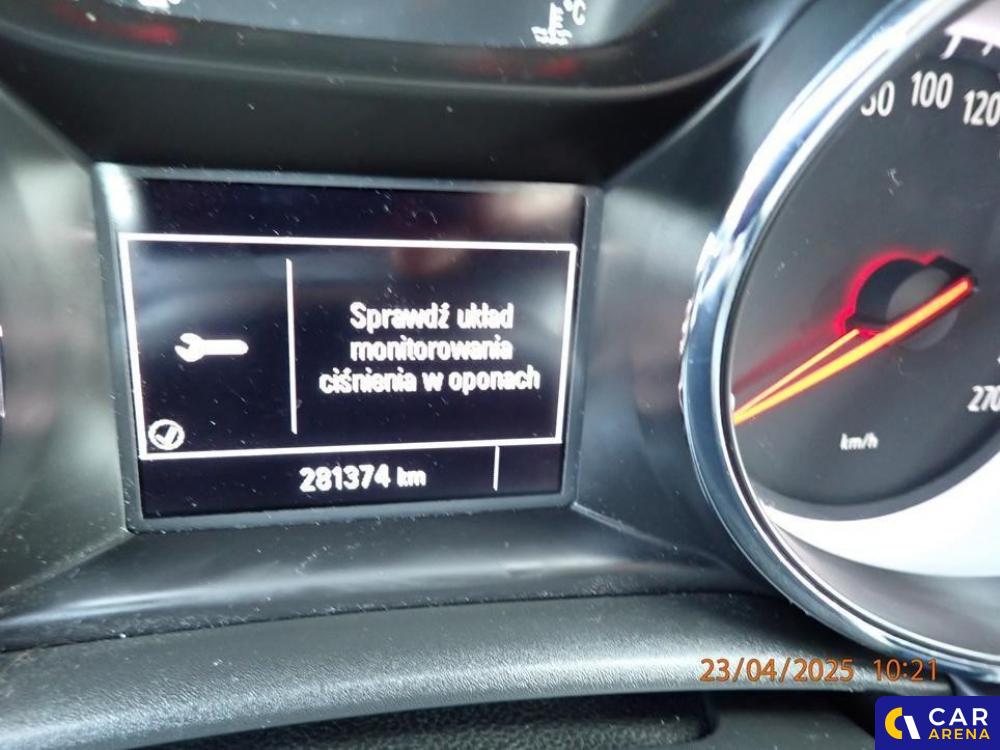 °C
80 100 120
Sprawdź układ
monitorowania
ciśnienia w oponach
270
km/h
281374 km
23/04/2025 10:21
CAR
ARENA